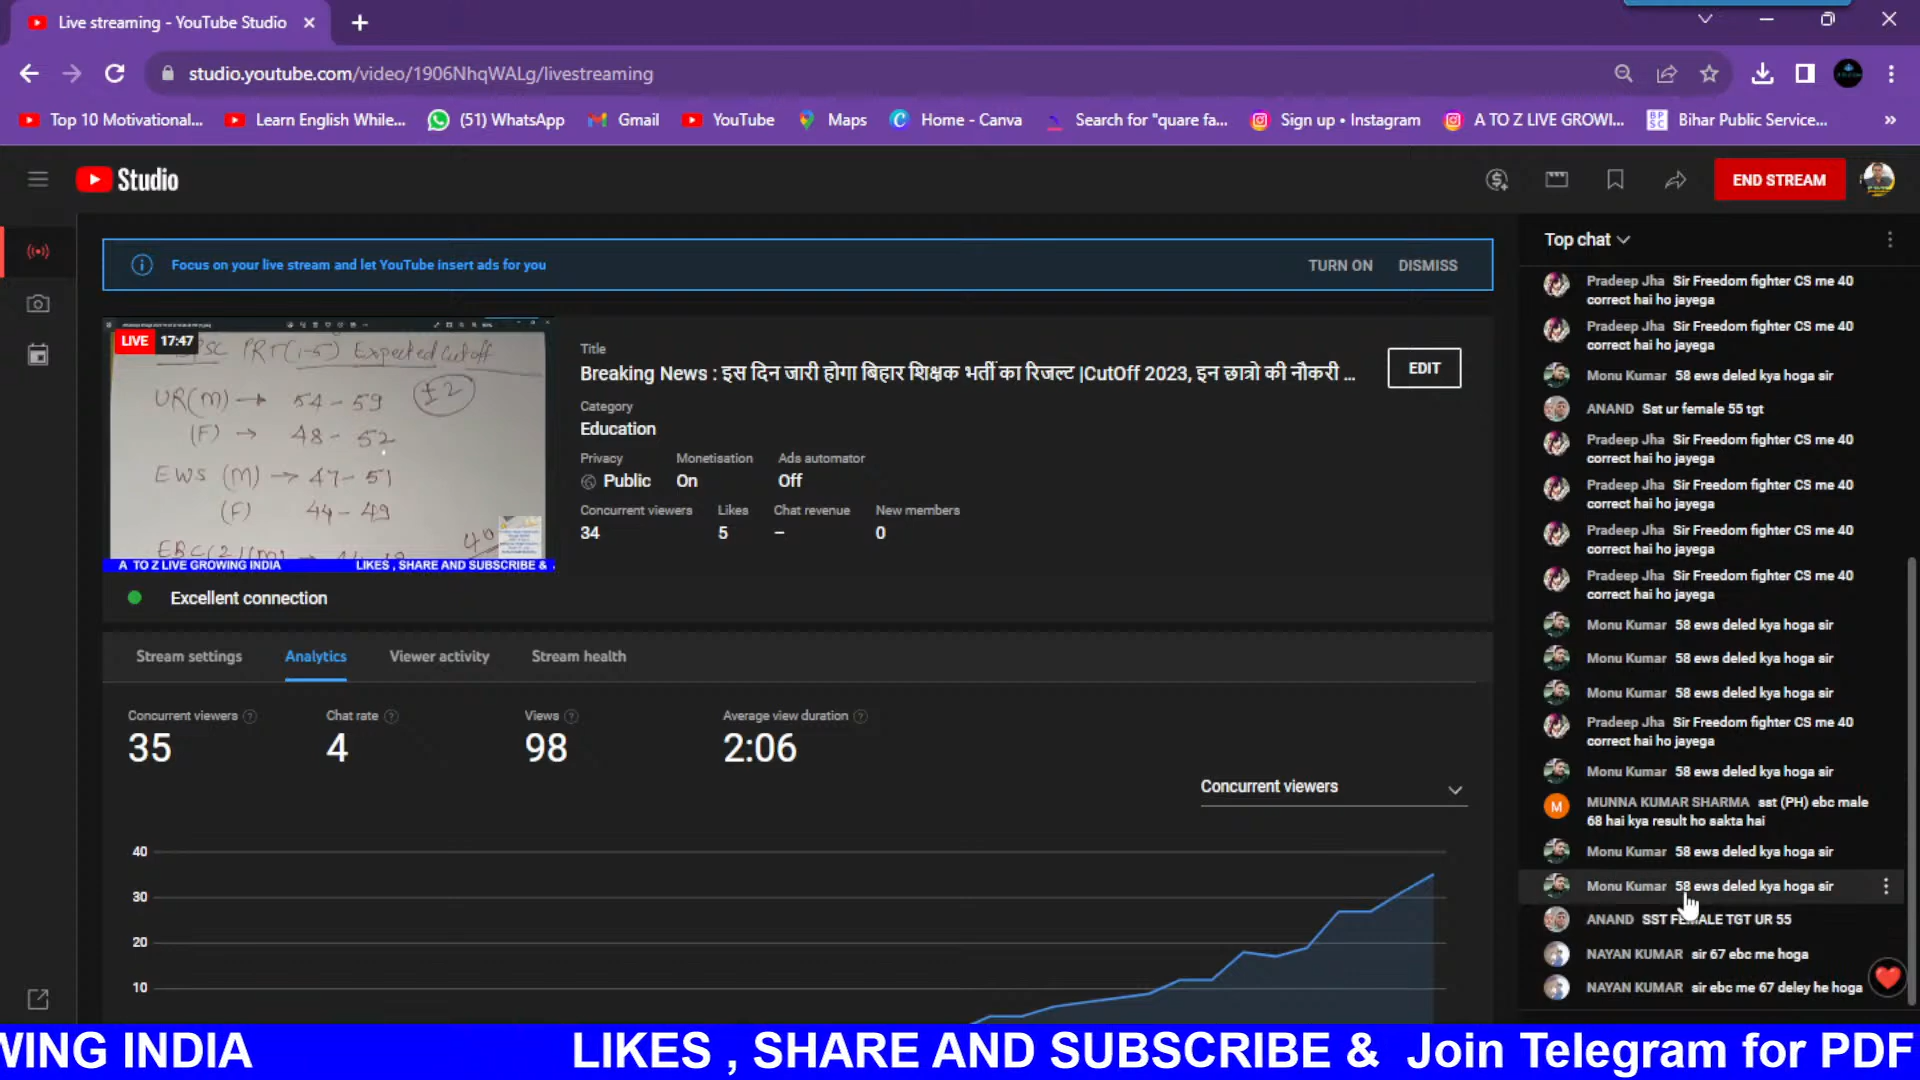 Live streaming - YouTube Studio
studio.youtube.com/video/1906NhqWALg/livestreaming
Top 10 Motivational...
Learn English While...
(51) WhatsApp
Gmail
YouTube
Maps
Home - Canva
Search for "quare fa...
Sign up • Instagram
A TO Z LIVE GROWI...
Bihar Public Service...
Studio
END STREAM
Focus on your live stream and let YouTube insert ads for you
TURN ON
DISMISS
LIVE 17:47
BPSC PRT(1-5) Expected Cutoff
UR(M) → 54 - 59 ±2
(F) → 48 - 52
EWS (M) → 47 - 51
(F) 44 - 49
EBC(2)(M)
40
A TO Z LIVE GROWING INDIA LIKES , SHARE AND SUBSCRIBE &
Title
Breaking News : इस दिन जारी होगा बिहार शिक्षक भर्ती का रिजल्ट |CutOff 2023, इन छात्रो की नौकरी ...
EDIT
Category
Education
Privacy
Public
Monetisation
On
Ads automator
Off
Concurrent viewers
34
Likes
5
Chat revenue
–
New members
0
Excellent connection
Stream settings
Analytics
Viewer activity
Stream health
Concurrent viewers
35
Chat rate
4
Views
98
Average view duration
2:06
Concurrent viewers
40
30
20
10
Top chat
Pradeep Jha Sir Freedom fighter CS me 40
correct hai ho jayega
Pradeep Jha Sir Freedom fighter CS me 40
correct hai ho jayega
Monu Kumar 58 ews deled kya hoga sir
ANAND Sst ur female 55 tgt
Pradeep Jha Sir Freedom fighter CS me 40
correct hai ho jayega
Pradeep Jha Sir Freedom fighter CS me 40
correct hai ho jayega
Pradeep Jha Sir Freedom fighter CS me 40
correct hai ho jayega
Pradeep Jha Sir Freedom fighter CS me 40
correct hai ho jayega
Monu Kumar 58 ews deled kya hoga sir
Monu Kumar 58 ews deled kya hoga sir
Monu Kumar 58 ews deled kya hoga sir
Pradeep Jha Sir Freedom fighter CS me 40
correct hai ho jayega
Monu Kumar 58 ews deled kya hoga sir
M
MUNNA KUMAR SHARMA sst (PH) ebc male
68 hai kya result ho sakta hai
Monu Kumar 58 ews deled kya hoga sir
Monu Kumar 58 ews deled kya hoga sir
ANAND SST FEMALE TGT UR 55
NAYAN KUMAR sir 67 ebc me hoga
NAYAN KUMAR sir ebc me 67 deley he hoga
WING INDIA LIKES , SHARE AND SUBSCRIBE & Join Telegram for PDF